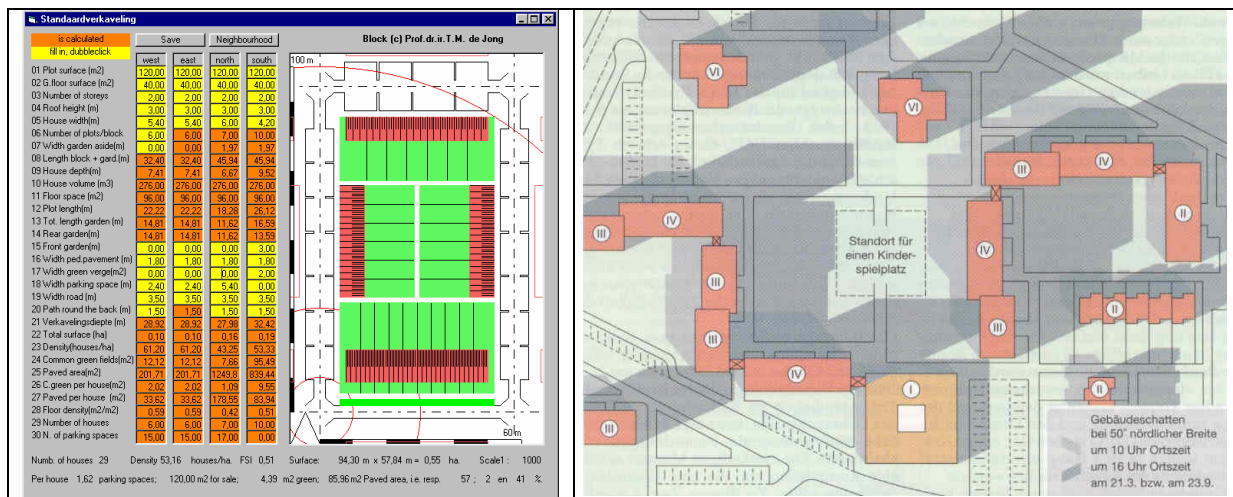 Standaardverkaveling
is calculated
fill in, dubbleclick
Save
Neighbourhood
Block (c) Prof.dr.ir.T.M. de Jong
west east north south
01 Plot surface (m2) 120,00 120,00 120,00 120,00
02 G.floor surface (m2) 40,00 40,00 40,00 40,00
03 Number of storeys 2,00 2,00 2,00 2,00
04 Roof height (m) 3,00 3,00 3,00 3,00
05 House width(m) 5,40 5,40 6,00 4,20
06 Number of plots/block 6,00 6,00 7,00 10,00
07 Width garden aside(m) 0,00 0,00 1,97 1,97
08 Length block + gard.(m) 32,40 32,40 45,94 45,94
09 House depth(m) 7,41 7,41 6,67 9,52
10 House volume (m3) 276,00 276,00 276,00 276,00
11 Floor space (m2) 96,00 96,00 96,00 96,00
12 Plot length(m) 22,22 22,22 18,28 26,12
13 Tot. length garden (m) 14,81 14,81 11,62 16,59
14 Rear garden(m) 14,81 14,81 11,62 13,59
15 Front garden(m) 0,00 0,00 0,00 3,00
16 Width ped.pavement (m) 1,80 1,80 1,80 1,80
17 Width green verge(m2) 0,00 0,00 0,00 2,00
18 Width parking space (m) 2,40 2,40 5,40 0,00
19 Width road (m) 3,50 3,50 3,50 3,50
20 Path round the back (m) 1,50 1,50 1,50 1,50
21 Verkavelingsdiepte (m) 28,92 28,92 27,98 32,42
22 Total surface (ha) 0,10 0,10 0,16 0,19
23 Density(houses/ha) 61,20 61,20 43,25 53,33
24 Common green fields(m2) 12,12 12,12 7,66 95,49
25 Paved area(m2) 201,71 201,71 1249,8 839,44
26 C.green per house(m2) 2,02 2,02 1,09 9,55
27 Paved per house (m2) 33,62 33,62 178,55 83,94
28 Floor density(m2/m2) 0,59 0,59 0,42 0,51
29 Number of houses 6,00 6,00 7,00 10,00
30 N. of parking spaces 15,00 15,00 17,00 0,00
100 m
60 m
Numb. of houses 29 Density 53,16 houses/ha. FSI 0,51 Surface: 94,30 m x 57,84 m = 0,55 ha. Scale1 : 1000
Per house 1,62 parking spaces; 120,00 m2 for sale; 4,39 m2 green; 85,96 m2 Paved area, i.e. resp. 57 ; 2 en 41 %.
VI
VI
III
IV
II
III
IV
III
III
IV
III
II
IV
I
II
III
Standort für
einen Kinder-
spielplatz
Gebäudeschatten
bei 50° nördlicher Breite
um 10 Uhr Ortszeit
um 16 Uhr Ortszeit
am 21.3. bzw. am 23.9.